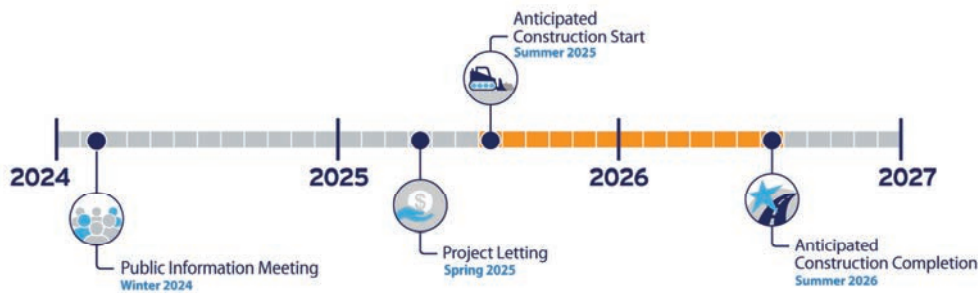 Anticipated
Construction Start
Summer 2025
2024
2025
2026
2027
$
Public Information Meeting
Winter 2024
Project Letting
Spring 2025
Anticipated
Construction Completion
Summer 2026